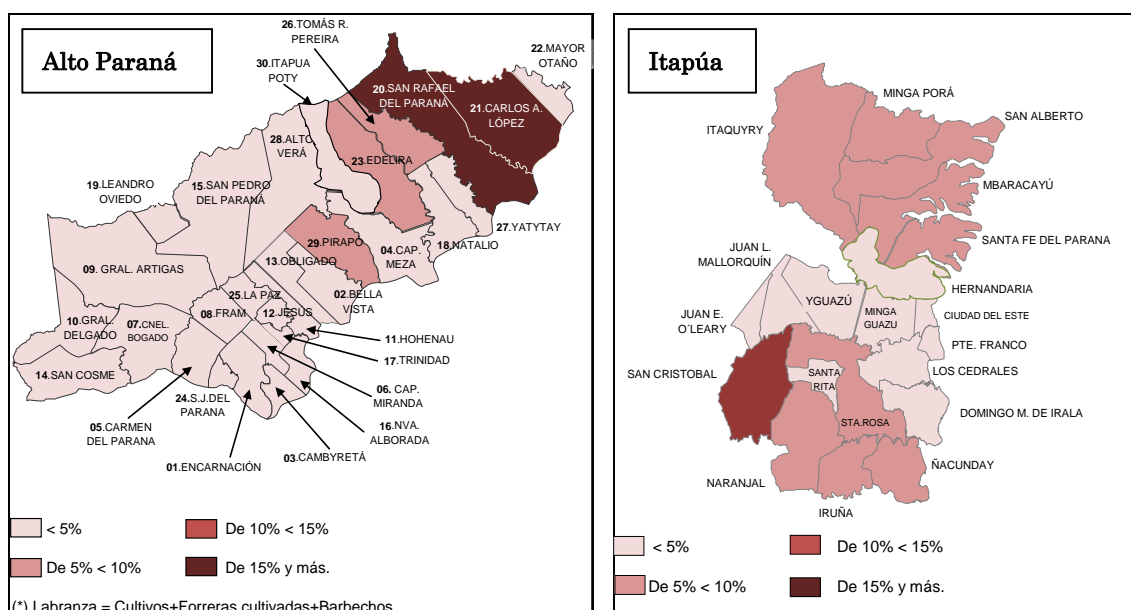 Alto Paraná
26.TOMÁS R.
PEREIRA
22.MAYOR
OTAÑO
30.ITAPUA
POTY
20.SAN RAFAEL
DEL PARANÁ
21.CARLOS A.
LÓPEZ
28.ALTO
VERÁ
23.EDELIRA
19.LEANDRO
OVIEDO
15.SAN PEDRO
DEL PARANÁ
27.YATYTAY
18.NATALIO
29.PIRAPÓ
04.CAP.
MEZA
13.OBLIGADO
09. GRAL. ARTIGAS
25.LA PAZ
02.BELLA
VISTA
08.FRAM
12.JESÚS
10.GRAL.
DELGADO
07.CNEL.
BOGADO
11.HOHENAU
17.TRINIDAD
14.SAN COSME
06. CAP.
MIRANDA
24.S.J.DEL
PARANA
16.NVA.
ALBORADA
05.CARMEN
DEL PARANA
03.CAMBYRETÁ
01.ENCARNACIÓN
< 5%
De 10% < 15%
De 5% < 10%
De 15% y más.
(*) Labranza = Cultivos+Forreras cultivadas+Barbechos
Itapúa
MINGA PORÁ
SAN ALBERTO
ITAQUYRY
MBARACAYÚ
SANTA FE DEL PARANA
JUAN L.
MALLORQUÍN
HERNANDARIA
YGUAZÚ
MINGA
GUAZU
CIUDAD DEL ESTE
JUAN E.
O´LEARY
PTE. FRANCO
SAN CRISTOBAL
SANTA
RITA
LOS CEDRALES
DOMINGO M. DE IRALA
STA.ROSA
ÑACUNDAY
NARANJAL
IRUÑA
< 5%
De 10% < 15%
De 5% < 10%
De 15% y más.